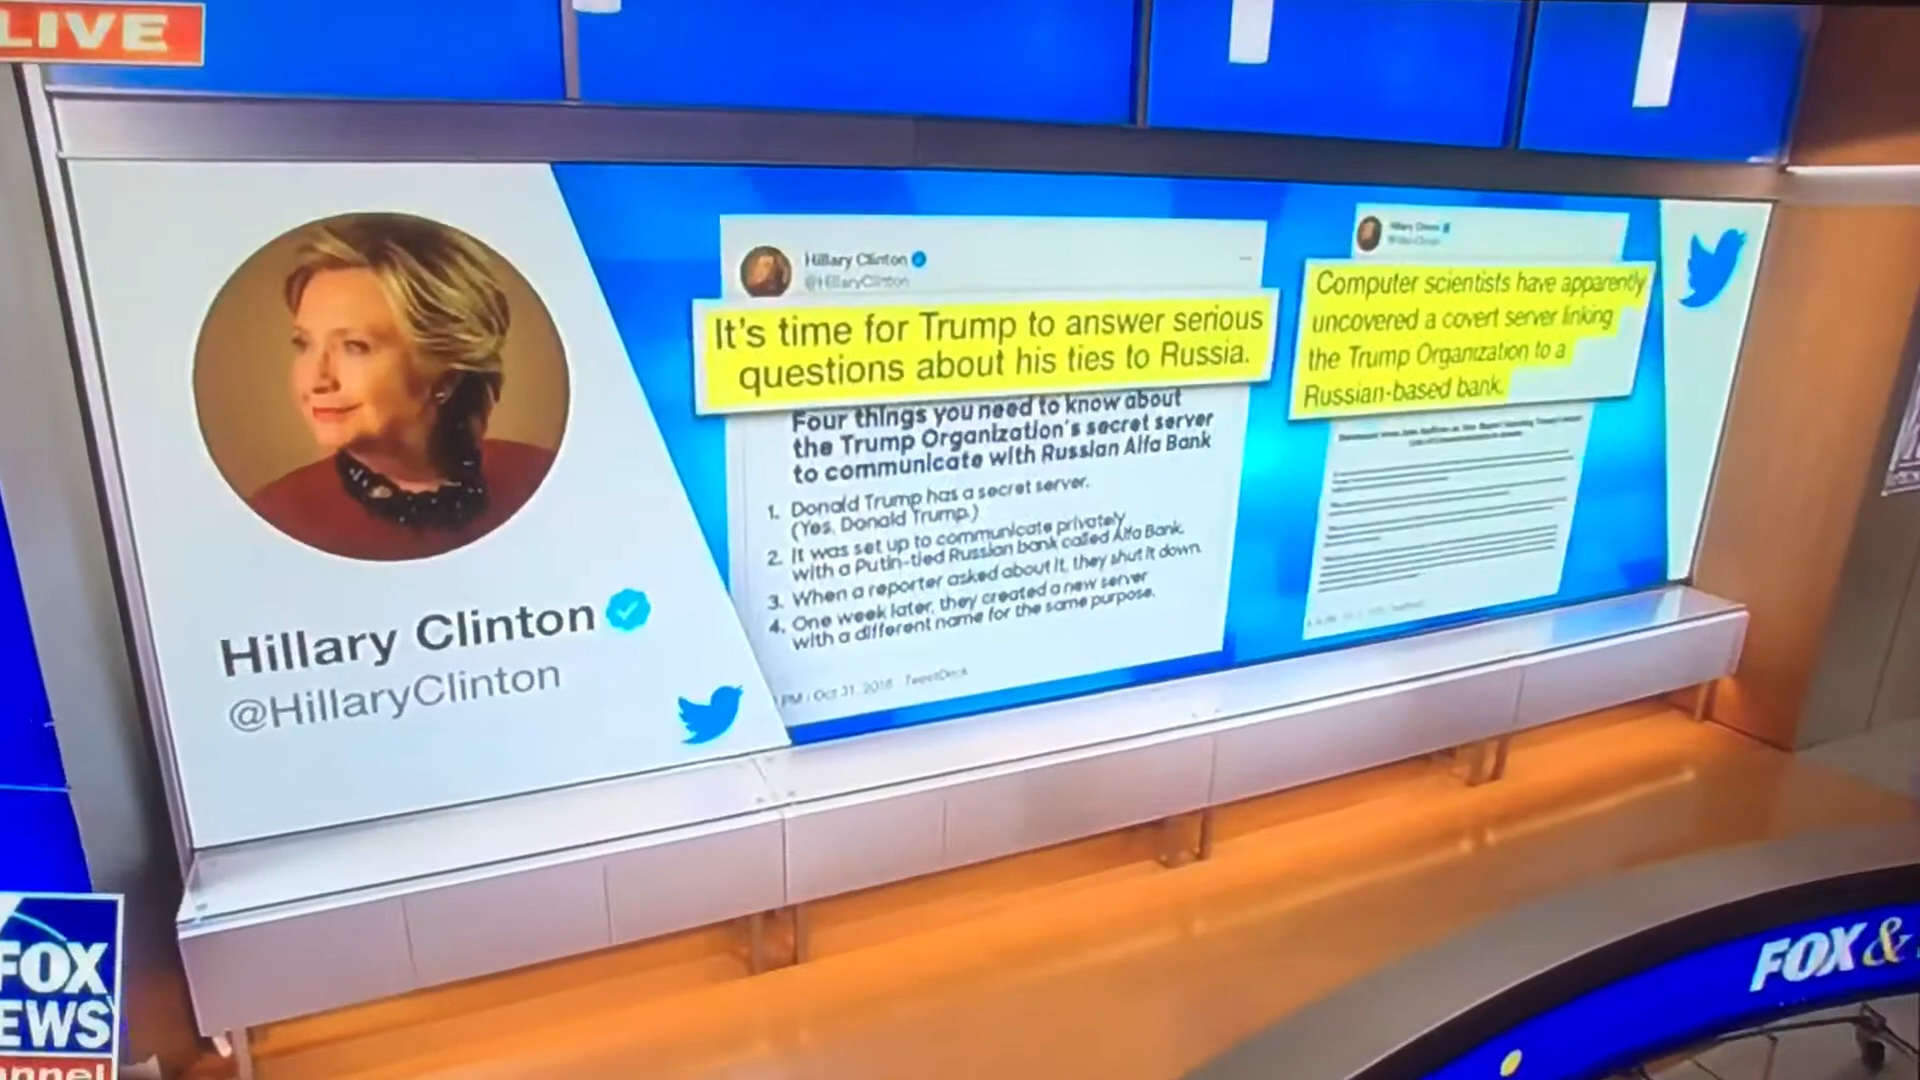 LIVE
Hillary Clinton
@HillaryClinton
Hillary Clinton
@HillaryClinton
It's time for Trump to answer serious
questions about his ties to Russia.
Four things you need to know about
the Trump Organization's secret server
to communicate with Russian Alfa Bank
1. Donald Trump has a secret server.
(Yes, Donald Trump.)
2. It was set up to communicate privately
with a Putin-tied Russian bank called Alfa Bank.
3. When a reporter asked about it, they shut it down.
4. One week later, they created a new server
with a different name for the same purpose.
PM · Oct 31, 2016 · TweetDeck
Hillary Clinton
Computer scientists have apparently
uncovered a covert server linking
the Trump Organization to a
Russian-based bank.
FOX
EWS
annel
FOX &